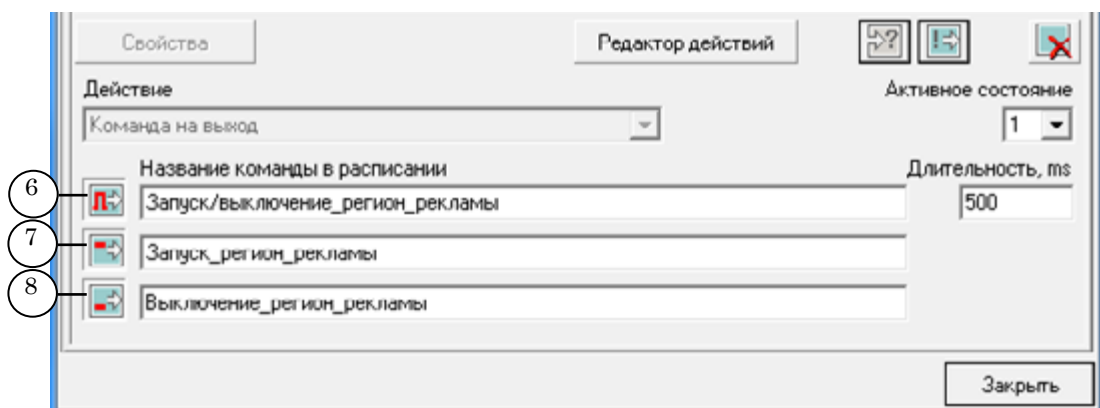 Свойства Редактор действий
Действие Активное состояние
Команда на выход 1
Название команды в расписании Длительность, ms
6 Запуск/выключение_регион_рекламы 500
7 Запуск_регион_рекламы
8 Выключение_регион_рекламы
Закрыть